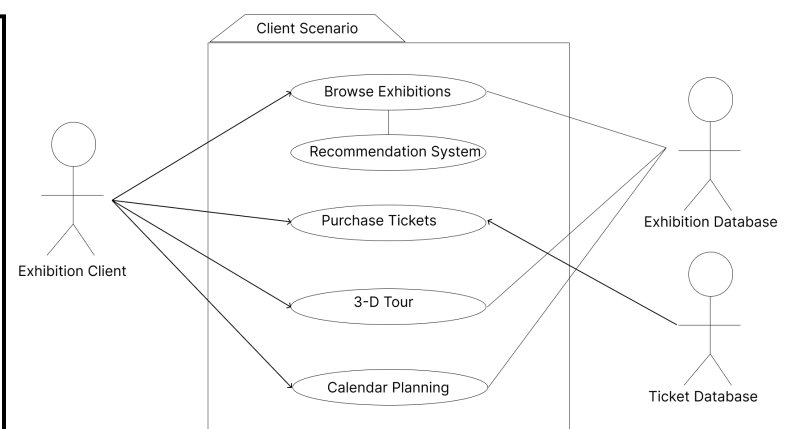 Client Scenario
Browse Exhibitions
Recommendation System
Purchase Tickets
Exhibition Database
Exhibition Client
3-D Tour
Calendar Planning
Ticket Database